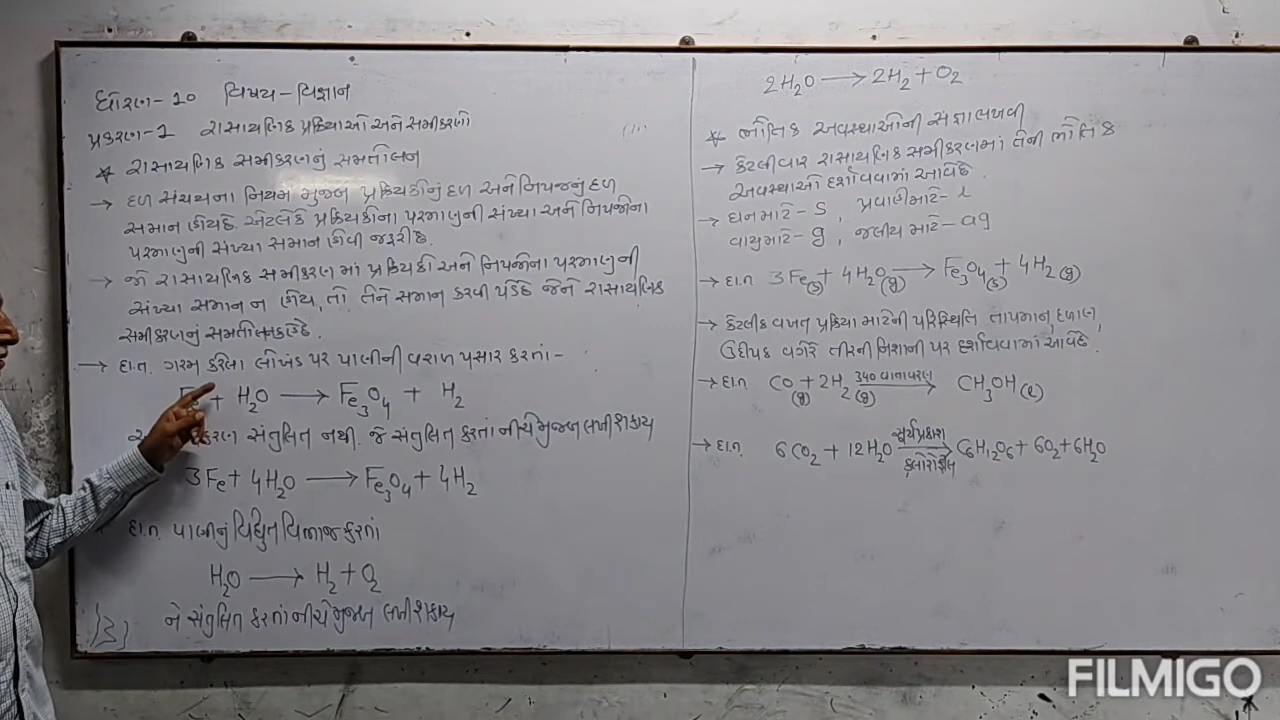 ધોરણ-૧૦ વિષય-વિજ્ઞાન
પ્રકરણ-1 રાસાયણિક પ્રક્રિયાઓ અને સમીકરણો
* રાસાયણિક સમીકરણનું સમતોલન
→ દળ સંચયના નિયમ મુજબ પ્રક્રિયકોનું દળ અને નિપજનું દળ
સમાન હોય છે. એટલેકે પ્રક્રિયકોના પરમાણુની સંખ્યા અને નિપજોના
પરમાણુની સંખ્યા સમાન હોવી જરૂરી છે.
→ જો રાસાયણિક સમીકરણ માં પ્રક્રિયકો અને નિપજોના પરમાણુની
સંખ્યા સમાન ન હોય, તો તેને સમાન કરવી પડે છે જેને રાસાયણિક
સમીકરણનું સમતોલન કહે છે.
→ દા.ત. ગરમ કરેલા લોખંડ પર પાણીની વરાળ પસાર કરતાં -
Fe + H₂O → Fe₃O₄ + H₂
સંતુલિત નથી. જે સંતુલિત કરતાં નીચે મુજબ લખી શકાય
3Fe + 4H₂O → Fe₃O₄ + 4H₂
દા.ત. પાણીનું વિદ્યુત વિભાજ કરતાં
H₂O → H₂ + O₂
ને સંતુલિત કરતાં નીચે મુજબ લખી શકાય
2H₂O → 2H₂ + O₂
* ભૌતિક અવસ્થાઓની સંજ્ઞા લખવી
→ કેટલીવાર રાસાયણિક સમીકરણમાં તેની ભૌતિક
અવસ્થાઓ દર્શાવવામાં આવે છે.
→ ઘન માટે - s, પ્રવાહી માટે - l
વાયુ માટે - g, જલીય માટે - ag
→ દા.ત 3Fe(s) + 4H₂O(g) → Fe₃O₄(s) + 4H₂(g)
→ કેટલીક વખત પ્રક્રિયા માટેની પરિસ્થિતિ તાપમાન, દબાણ,
ઉદીપક વગેરે તીરની નિશાની પર દર્શાવવામાં આવે છે.
→ દા.ત CO(g) + 2H₂(g) →[340 વાતાવરણ] CH₃OH(l)
→ દા.ત. 6CO₂ + 12H₂O →[સૂર્યપ્રકાશ / ક્લોરોફીલ] C₆H₁₂O₆ + 6O₂ + 6H₂O
FILMIGO